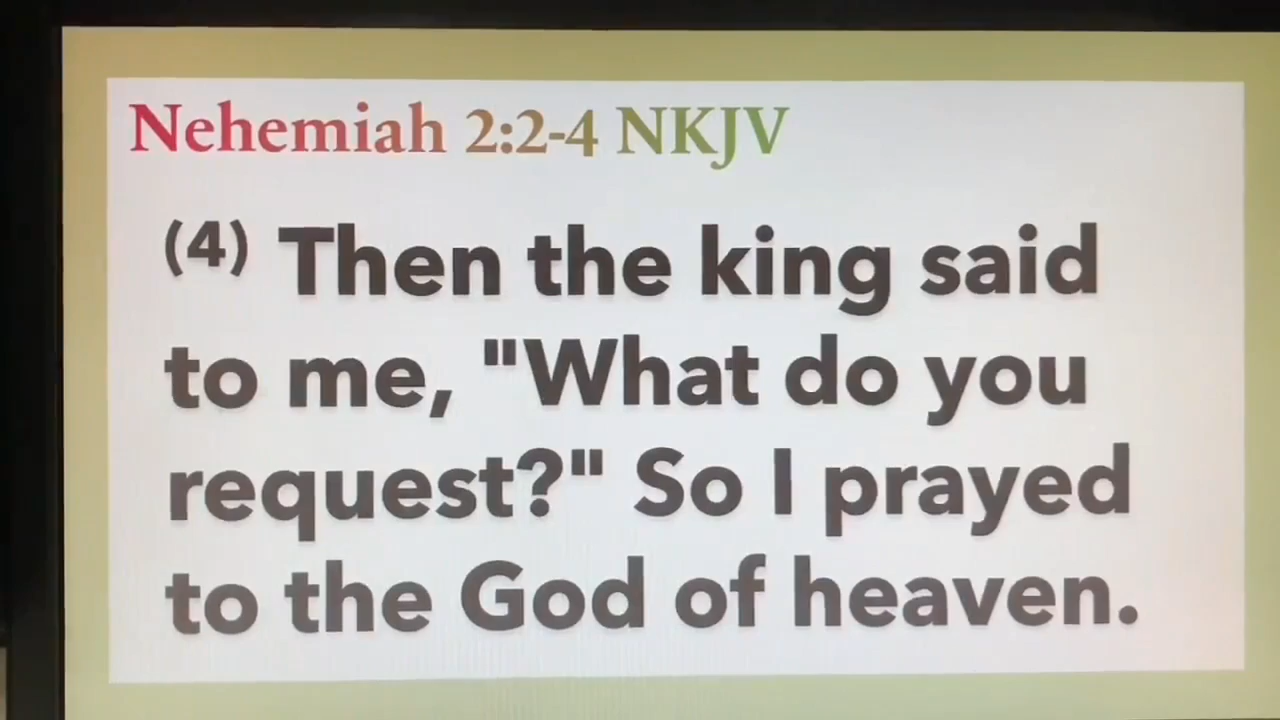 Nehemiah 2:2-4 NKJV
(4) Then the king said
to me, "What do you
request?" So I prayed
to the God of heaven.